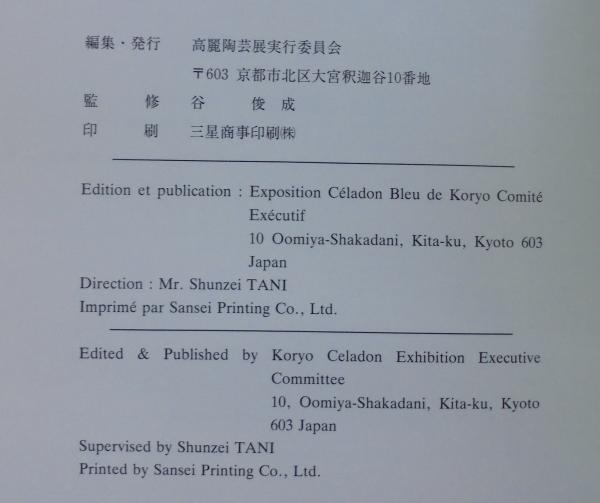 編集・発行 高麗陶芸展実行委員会
〒603 京都市北区大宮釈迦谷10番地
監 修 谷 俊 成
印 刷 三星商事印刷㈱
Edition et publication : Exposition Céladon Bleu de Koryo Comité
Exécutif
10 Oomiya-Shakadani, Kita-ku, Kyoto 603
Japan
Direction : Mr. Shunzei TANI
Imprimé par Sansei Printing Co., Ltd.
Edited & Published by Koryo Celadon Exhibition Executive
Committee
10, Oomiya-Shakadani, Kita-ku, Kyoto
603 Japan
Supervised by Shunzei TANI
Printed by Sansei Printing Co., Ltd.